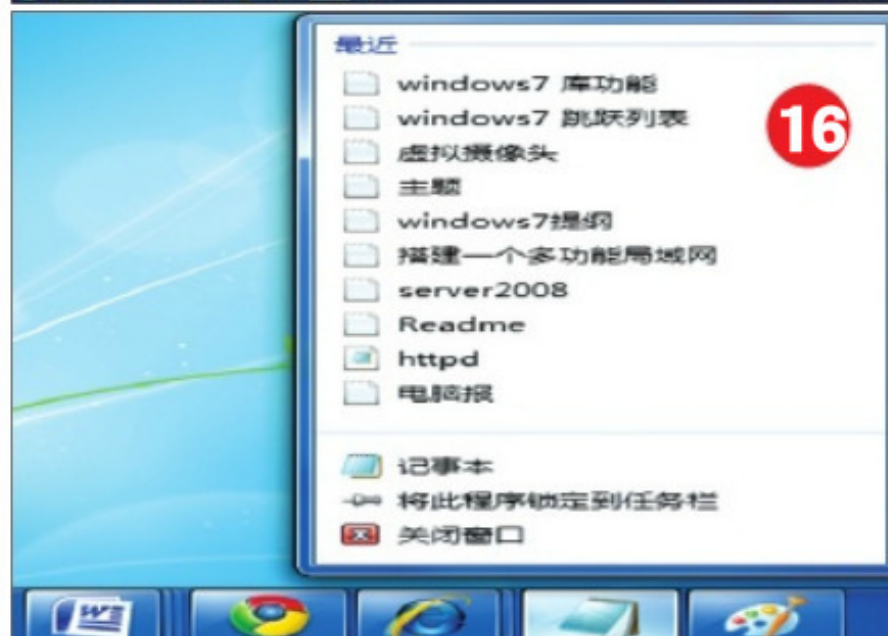 最近
windows7 库功能
windows7 跳跃列表
16
虚拟摄像头
主题
windows7提纲
搭建一个多功能局域网
server2008
Readme
httpd
电脑报
记事本
将此程序锁定到任务栏
关闭窗口